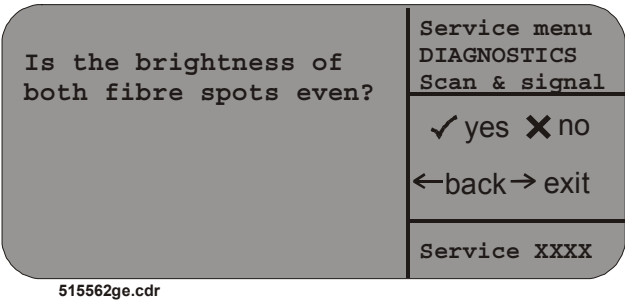 Is the brightness of
both fibre spots even?
Service menu
DIAGNOSTICS
Scan & signal
✓ yes ✗ no
←back→ exit
Service XXXX
515562ge.cdr